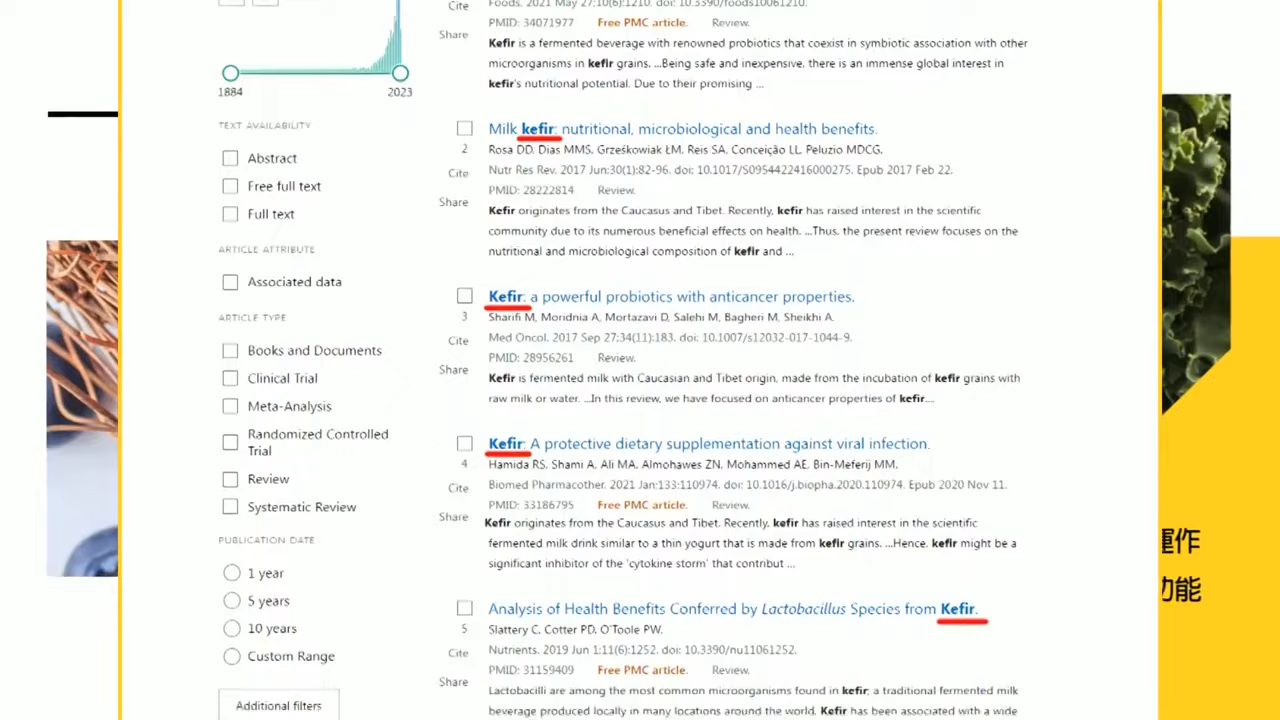 Foods. 2021 May 27;10(6):1210. doi: 10.3390/foods10061210.
Cite
PMID: 34071977 Free PMC article. Review.
Share
Kefir is a fermented beverage with renowned probiotics that coexist in symbiotic association with other
microorganisms in kefir grains. ...Being safe and inexpensive, there is an immense global interest in
kefir's nutritional potential. Due to their promising ...
1884 2023
TEXT AVAILABILITY
Abstract
Free full text
Full text
ARTICLE ATTRIBUTE
Associated data
ARTICLE TYPE
Books and Documents
Clinical Trial
Meta-Analysis
Randomized Controlled
Trial
Review
Systematic Review
PUBLICATION DATE
1 year
5 years
10 years
Custom Range
Additional filters
Milk kefir: nutritional, microbiological and health benefits.
2
Rosa DD, Dias MMS, Grześkowiak ŁM, Reis SA, Conceição LL, Peluzio MDCG.
Cite
Nutr Res Rev. 2017 Jun;30(1):82-96. doi: 10.1017/S0954422416000275. Epub 2017 Feb 22.
PMID: 28222814 Review.
Share
Kefir originates from the Caucasus and Tibet. Recently, kefir has raised interest in the scientific
community due to its numerous beneficial effects on health. ...Thus, the present review focuses on the
nutritional and microbiological composition of kefir and ...
Kefir: a powerful probiotics with anticancer properties.
3
Sharifi M, Moridnia A, Mortazavi D, Salehi M, Bagheri M, Sheikhi A.
Cite
Med Oncol. 2017 Sep 27;34(11):183. doi: 10.1007/s12032-017-1044-9.
PMID: 28956261 Review.
Share
Kefir is fermented milk with Caucasian and Tibet origin, made from the incubation of kefir grains with
raw milk or water. ...In this review, we have focused on anticancer properties of kefir....
Kefir: A protective dietary supplementation against viral infection.
4
Hamida RS, Shami A, Ali MA, Almohawes ZN, Mohammed AE, Bin-Meferij MM.
Cite
Biomed Pharmacother. 2021 Jan;133:110974. doi: 10.1016/j.biopha.2020.110974. Epub 2020 Nov 11.
PMID: 33186795 Free PMC article. Review.
Share
Kefir originates from the Caucasus and Tibet. Recently, kefir has raised interest in the scientific
fermented milk drink similar to a thin yogurt that is made from kefir grains. ...Hence, kefir might be a
significant inhibitor of the 'cytokine storm' that contribut ...
Analysis of Health Benefits Conferred by Lactobacillus Species from Kefir.
5
Slattery C, Cotter PD, O'Toole PW.
Cite
Nutrients. 2019 Jun 1;11(6):1252. doi: 10.3390/nu11061252.
PMID: 31159409 Free PMC article. Review.
Share
Lactobacilli are among the most common microorganisms found in kefir; a traditional fermented milk
beverage produced locally in many locations around the world. Kefir has been associated with a wide
運作
功能